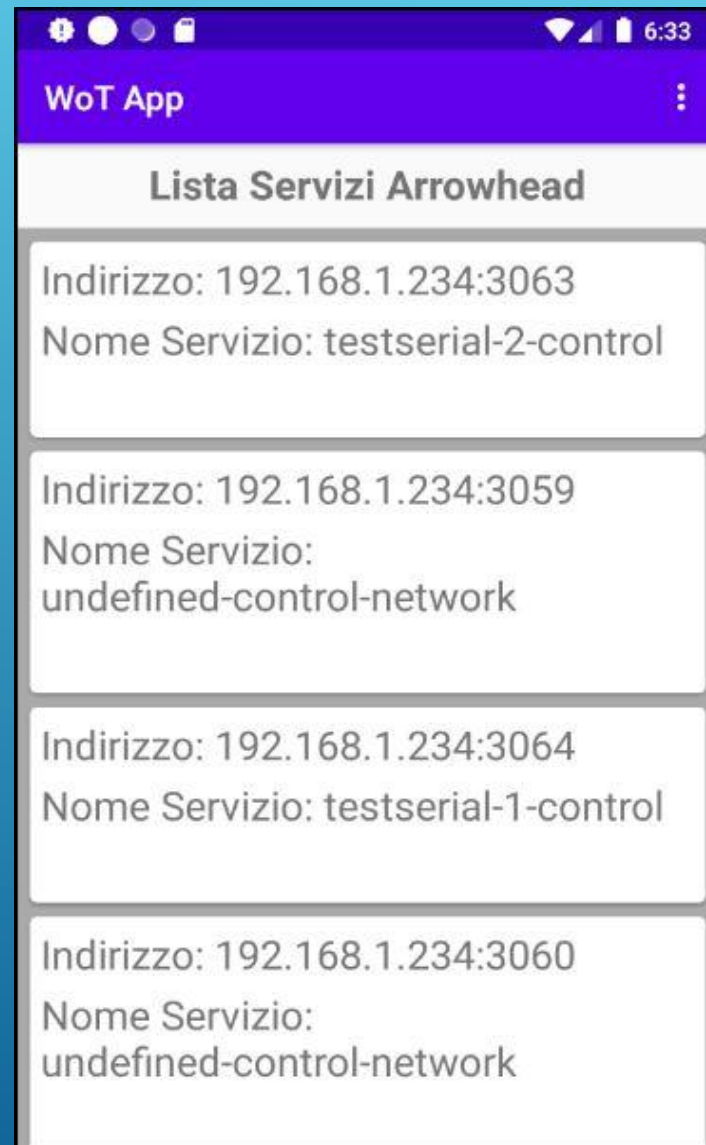 6:33
WoT App
Lista Servizi Arrowhead
Indirizzo: 192.168.1.234:3063
Nome Servizio: testserial-2-control
Indirizzo: 192.168.1.234:3059
Nome Servizio:
undefined-control-network
Indirizzo: 192.168.1.234:3064
Nome Servizio: testserial-1-control
Indirizzo: 192.168.1.234:3060
Nome Servizio:
undefined-control-network